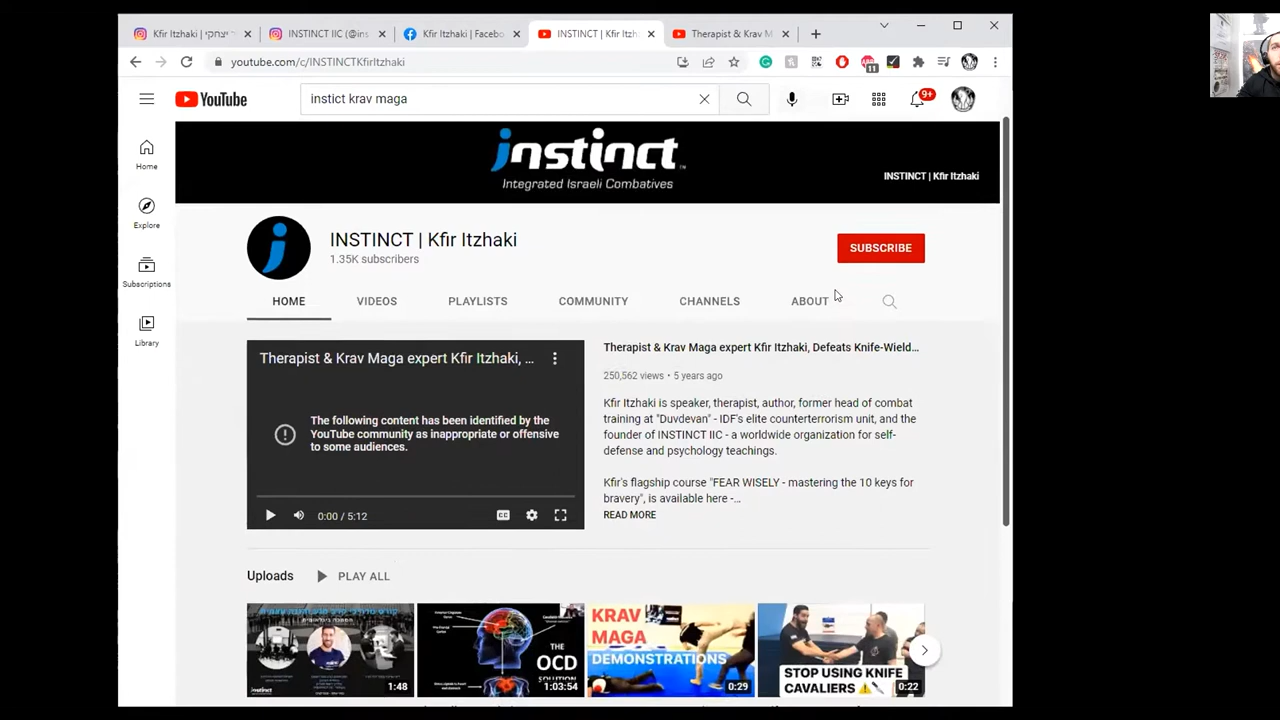 Kfir Itzhaki | יצחקי
INSTINCT IIC (@ins
Kfir Itzhaki | Facebo
INSTINCT | Kfir Itzh
Therapist & Krav M
youtube.com/c/INSTINCTKfirItzhaki
11
YouTube
instict krav maga
9+
Home
Explore
Subscriptions
Library
instinct
Integrated Israeli Combatives
INSTINCT | Kfir Itzhaki
INSTINCT | Kfir Itzhaki
1.35K subscribers
SUBSCRIBE
HOME
VIDEOS
PLAYLISTS
COMMUNITY
CHANNELS
ABOUT
Therapist & Krav Maga expert Kfir Itzhaki, ...
The following content has been identified by the
YouTube community as inappropriate or offensive
to some audiences.
0:00 / 5:12
CC
Therapist & Krav Maga expert Kfir Itzhaki, Defeats Knife-Wield...
250,562 views • 5 years ago
Kfir Itzhaki is speaker, therapist, author, former head of combat
training at "Duvdevan" - IDF's elite counterterrorism unit, and the
founder of INSTINCT IIC - a worldwide organization for self-
defense and psychology teachings.
Kfir's flagship course "FEAR WISELY - mastering the 10 keys for
bravery", is available here -...
READ MORE
Uploads
PLAY ALL
instinct
1:48
THE
OCD
1:03:54
KRAV
MAGA
DEMONSTRATIONS
0:29
STOP USING KNIFE
CAVALIERS
0:22